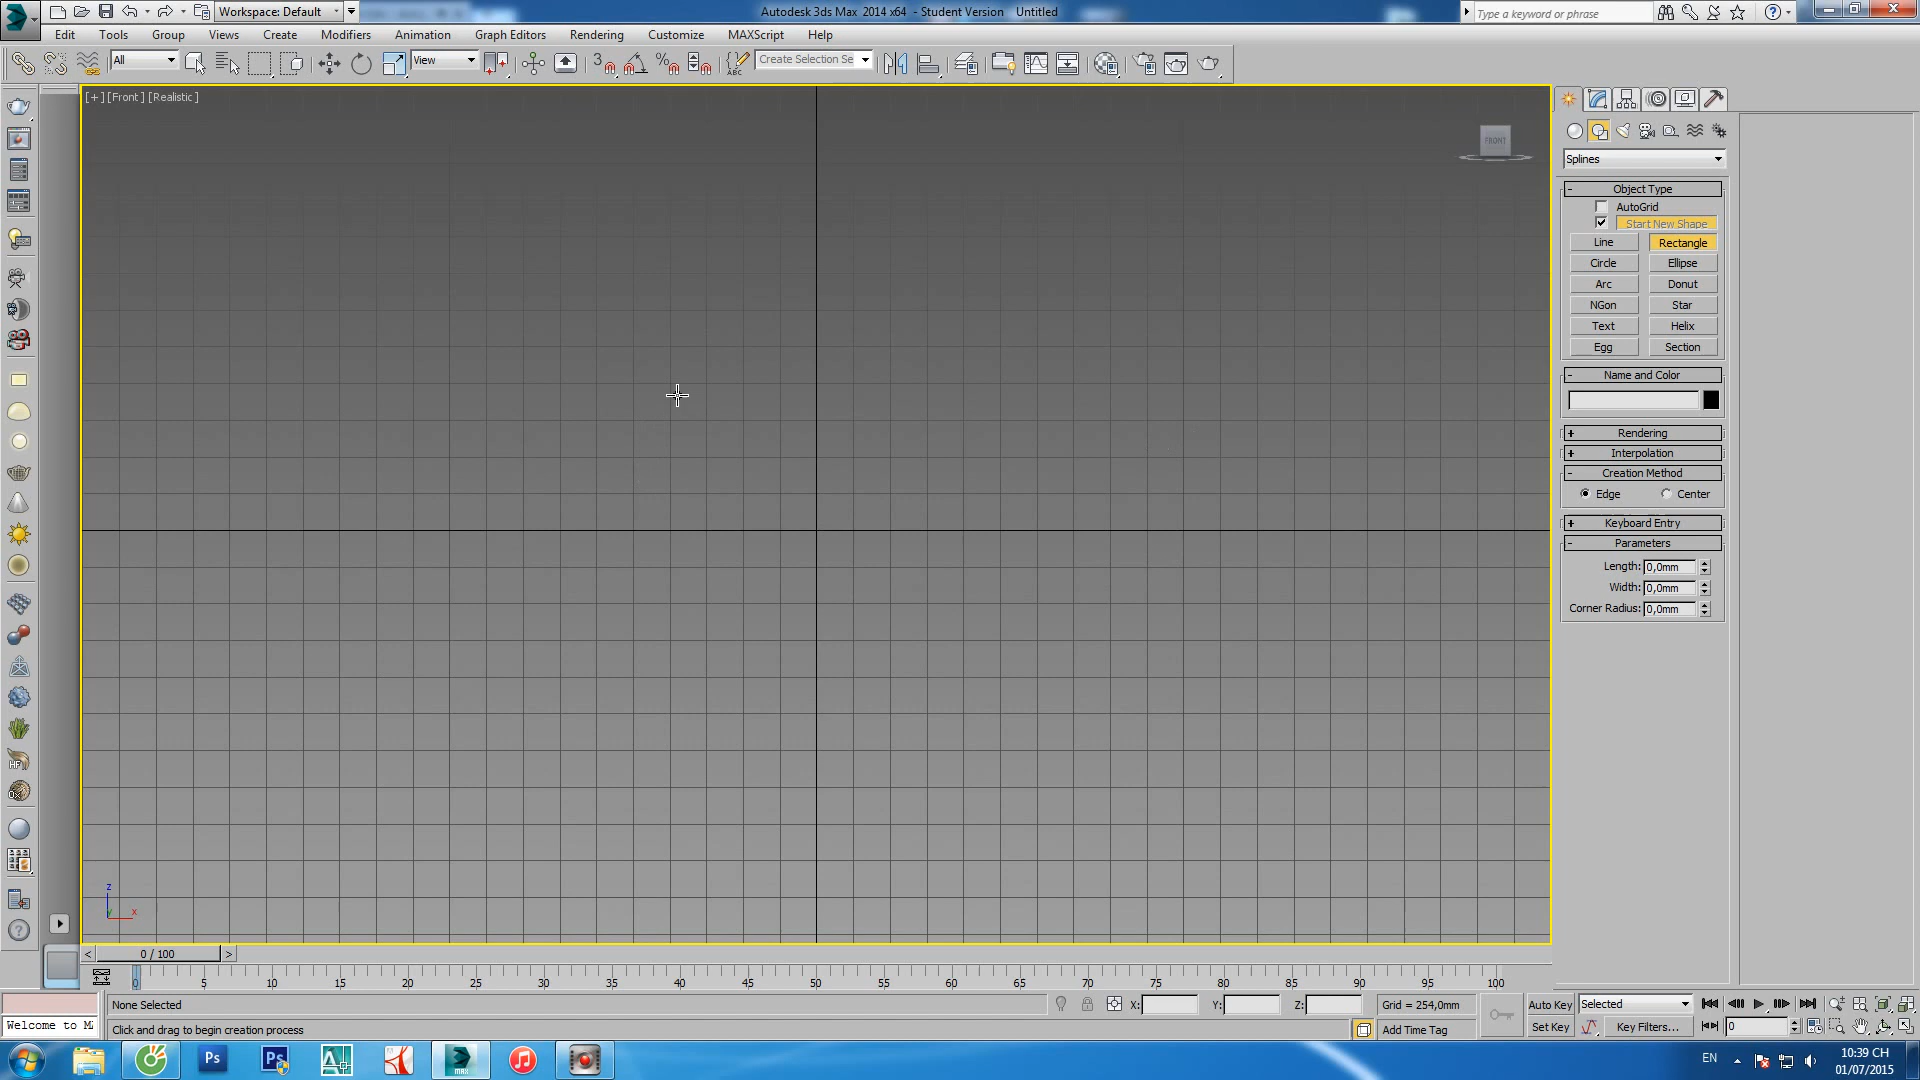 Workspace: Default
Autodesk 3ds Max 2014 x64 - Student Version Untitled
Type a keyword or phrase
Edit Tools Group Views Create Modifiers Animation Graph Editors Rendering Customize MAXScript Help
All
View
3
ABC
Create Selection Se
[+] [Front] [Realistic]
FRONT
Splines
- Object Type
AutoGrid
Start New Shape
Line Rectangle
Circle Ellipse
Arc Donut
NGon Star
Text Helix
Egg Section
- Name and Color
+ Rendering
+ Interpolation
- Creation Method
Edge Center
+ Keyboard Entry
- Parameters
Length: 0,0mm
Width: 0,0mm
Corner Radius: 0,0mm
z
x
< 0 / 100 >
0 5 10 15 20 25 30 35 40 45 50 55 60 65 70 75 80 85 90 95 100
None Selected
X: Y: Z: Grid = 254,0mm
Auto Key Selected
Welcome to M
Click and drag to begin creation process
Add Time Tag
Set Key Key Filters...
0
Ps Ps MAX
EN
10:39 CH
01/07/2015